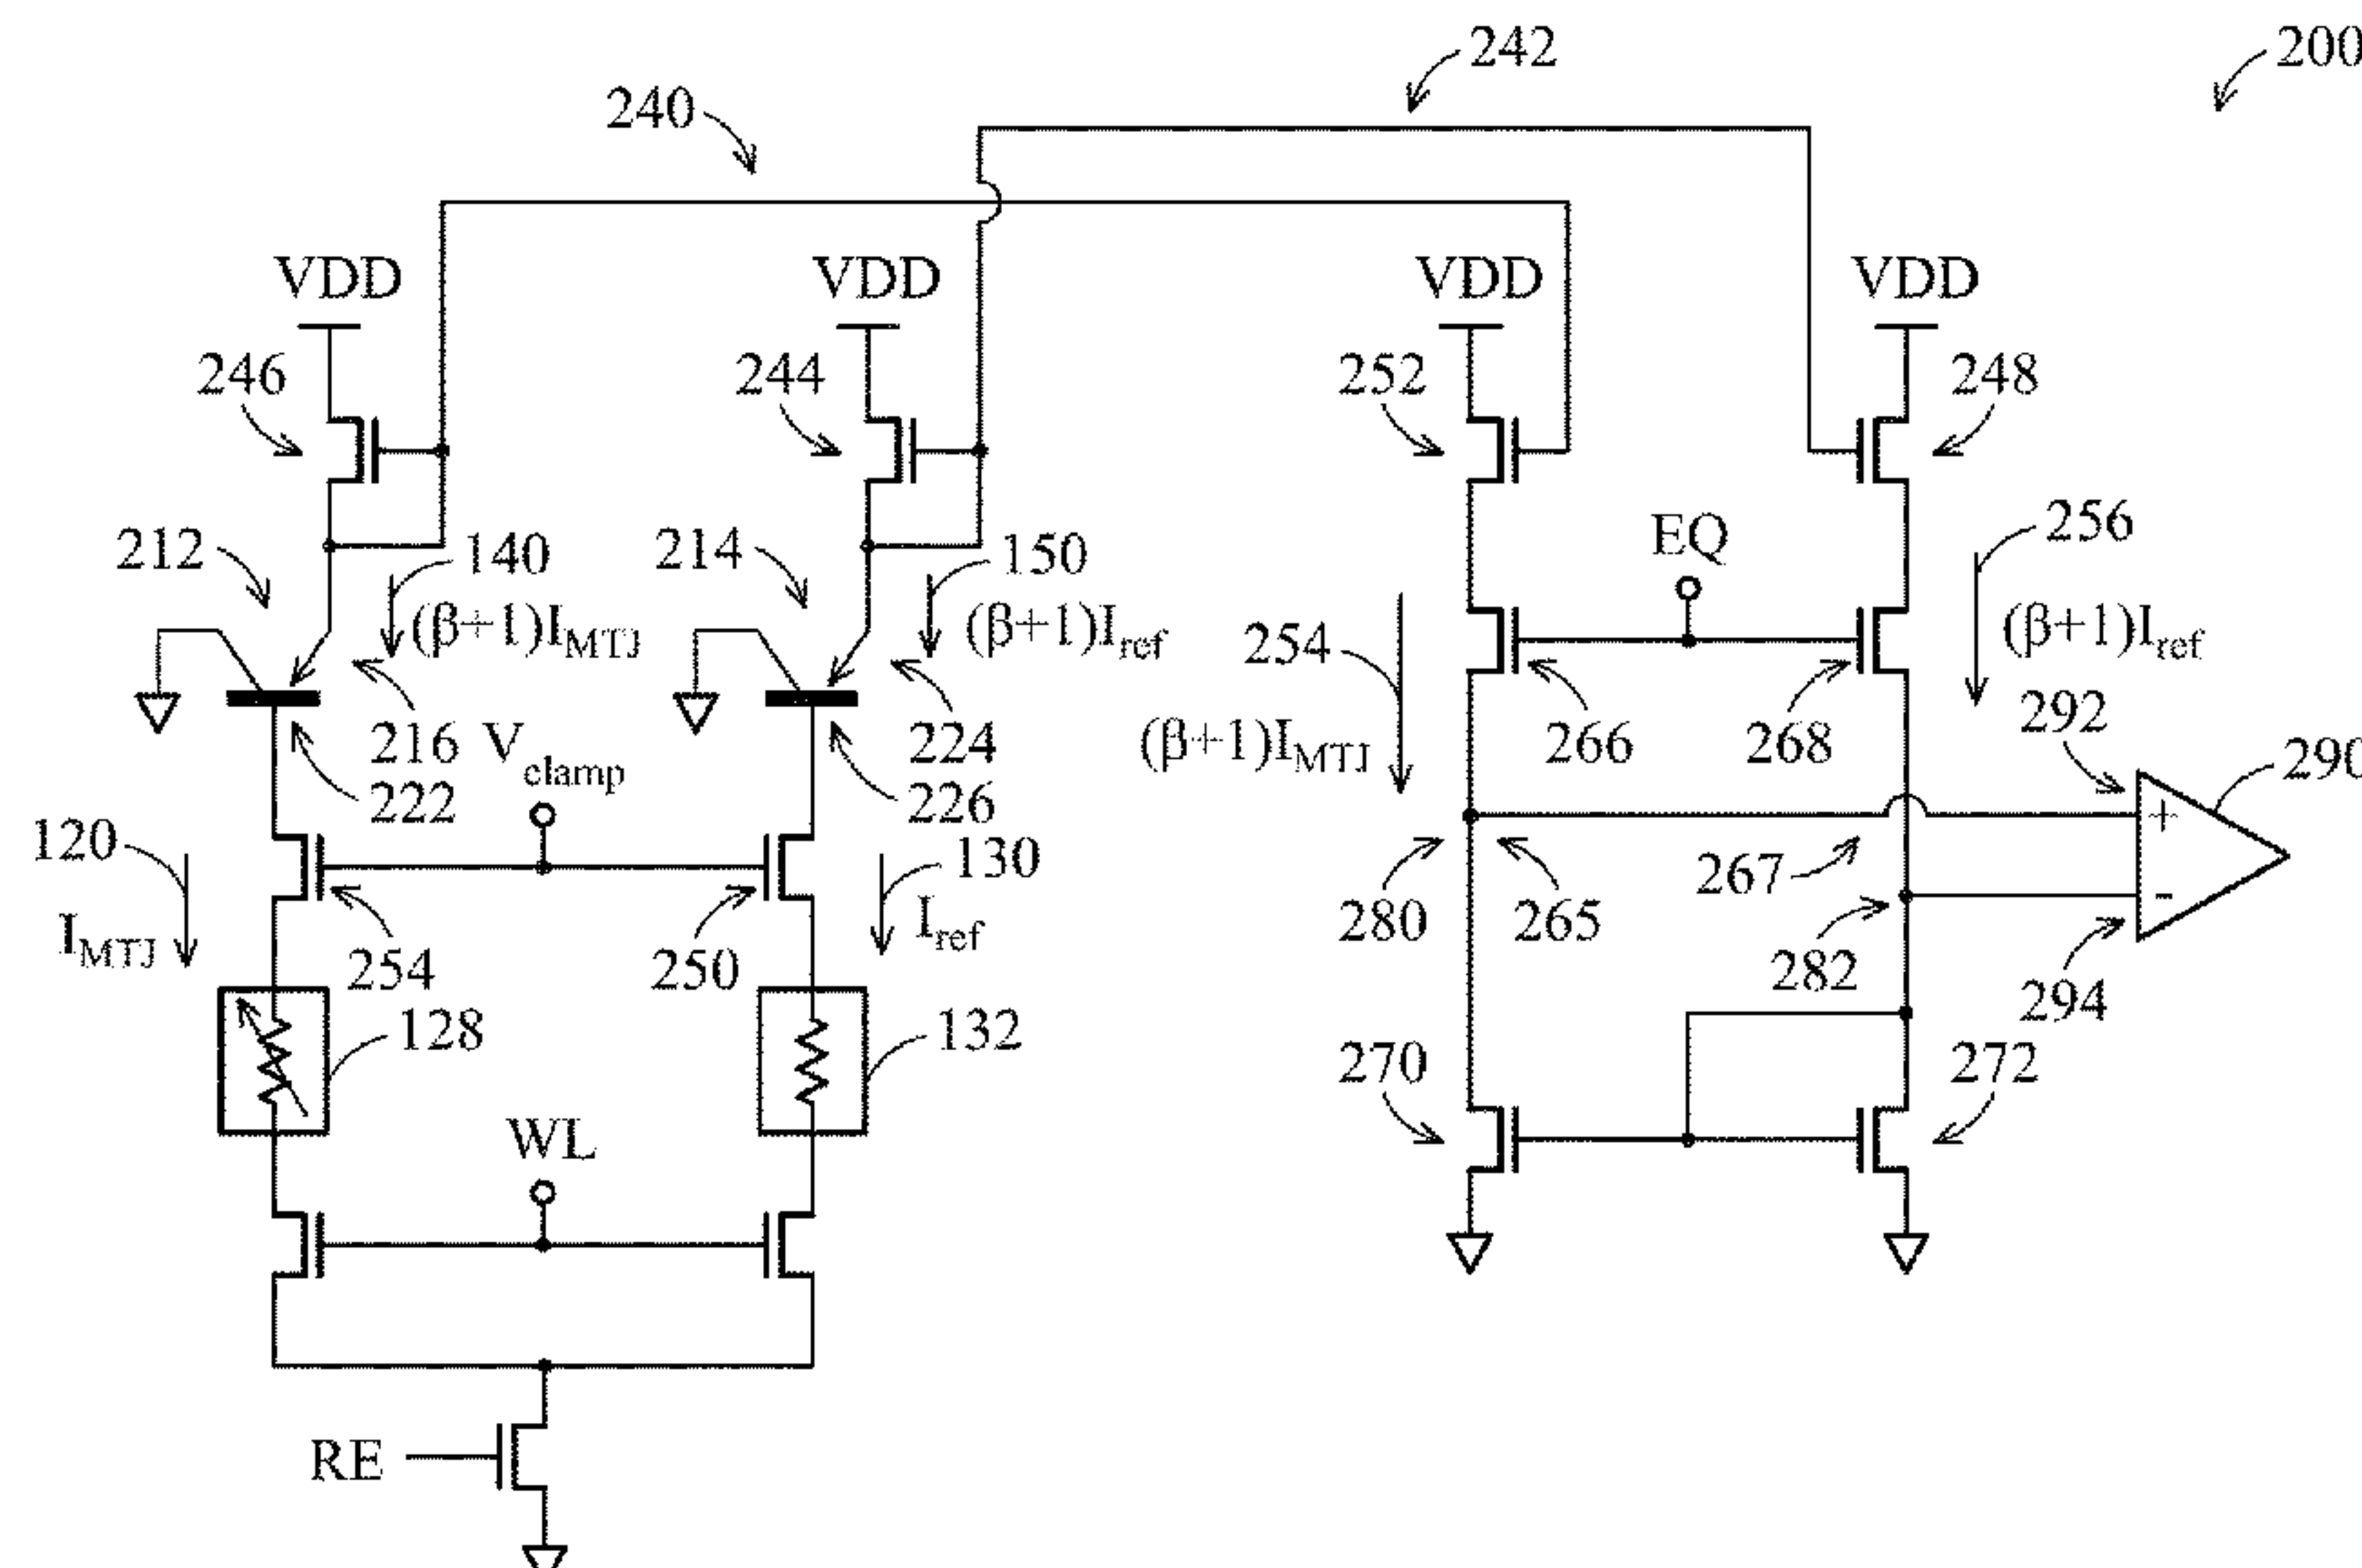 242
200
240
VDD
VDD
VDD
VDD
246
244
252
248
212
140
214
150
EQ
256
(β+1)I_MTJ
(β+1)I_ref
254
(β+1)I_ref
216
V_clamp
224
(β+1)I_MTJ
266
268
292
290
222
226
+
120
130
267
I_MTJ
I_ref
280
265
-
254
250
282
294
128
132
270
272
WL
RE